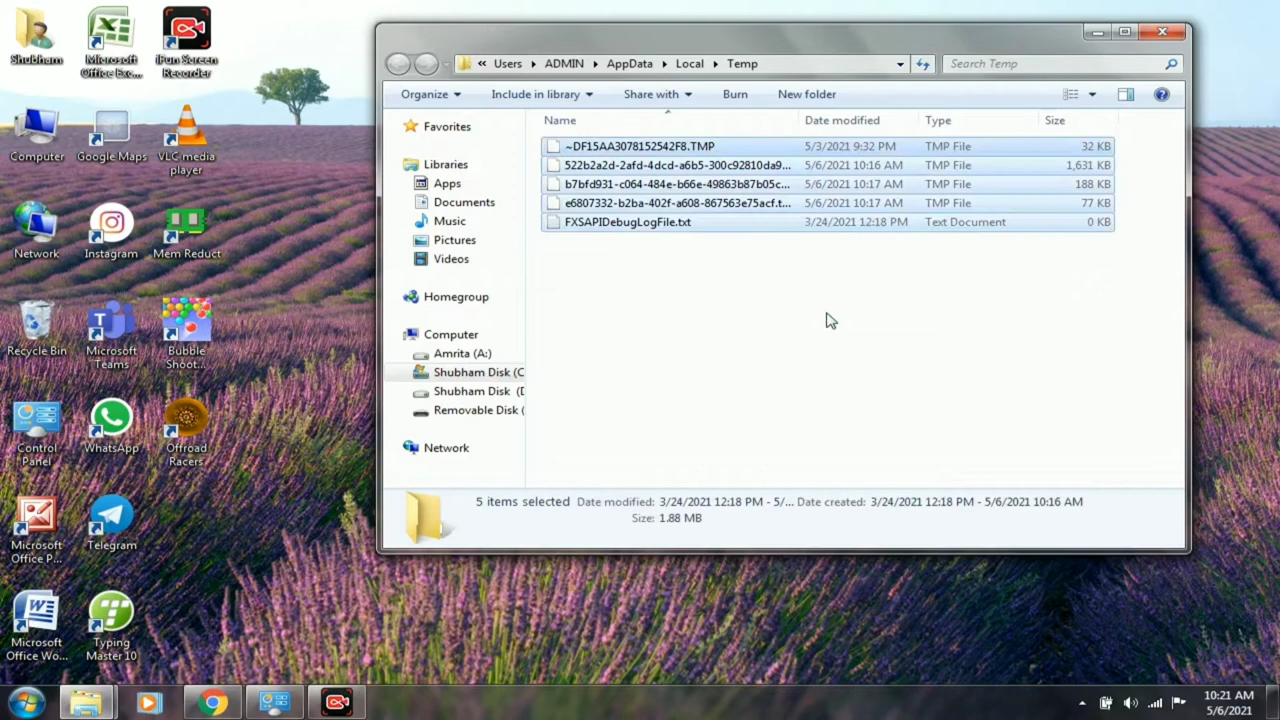 Shubham
Microsoft
Office Exc...
iFun Screen
Recorder
Computer
Google Maps
VLC media
player
Network
Instagram
Mem Reduct
Recycle Bin
Microsoft
Teams
Bubble
Shoot...
Control
Panel
WhatsApp
Offroad
Racers
Microsoft
Office P...
Telegram
Microsoft
Office Wo...
Typing
Master 10
« Users ADMIN AppData Local Temp
Search Temp
Organize Include in library Share with Burn New folder
Favorites
Libraries
Apps
Documents
Music
Pictures
Videos
Homegroup
Computer
Amrita (A:)
Shubham Disk (C
Shubham Disk (D
Removable Disk (
Network
Name Date modified Type Size
~DF15AA3078152542F8.TMP 5/3/2021 9:32 PM TMP File 32 KB
522b2a2d-2afd-4dcd-a6b5-300c92810da9... 5/6/2021 10:16 AM TMP File 1,631 KB
b7bfd931-c064-484e-b66e-49863b87b05c... 5/6/2021 10:17 AM TMP File 188 KB
e6807332-b2ba-402f-a608-867563e75acf.t... 5/6/2021 10:17 AM TMP File 77 KB
FXSAPIDebugLogFile.txt 3/24/2021 12:18 PM Text Document 0 KB
5 items selected Date modified: 3/24/2021 12:18 PM - 5/... Date created: 3/24/2021 12:18 PM - 5/6/2021 10:16 AM
Size: 1.88 MB
10:21 AM
5/6/2021